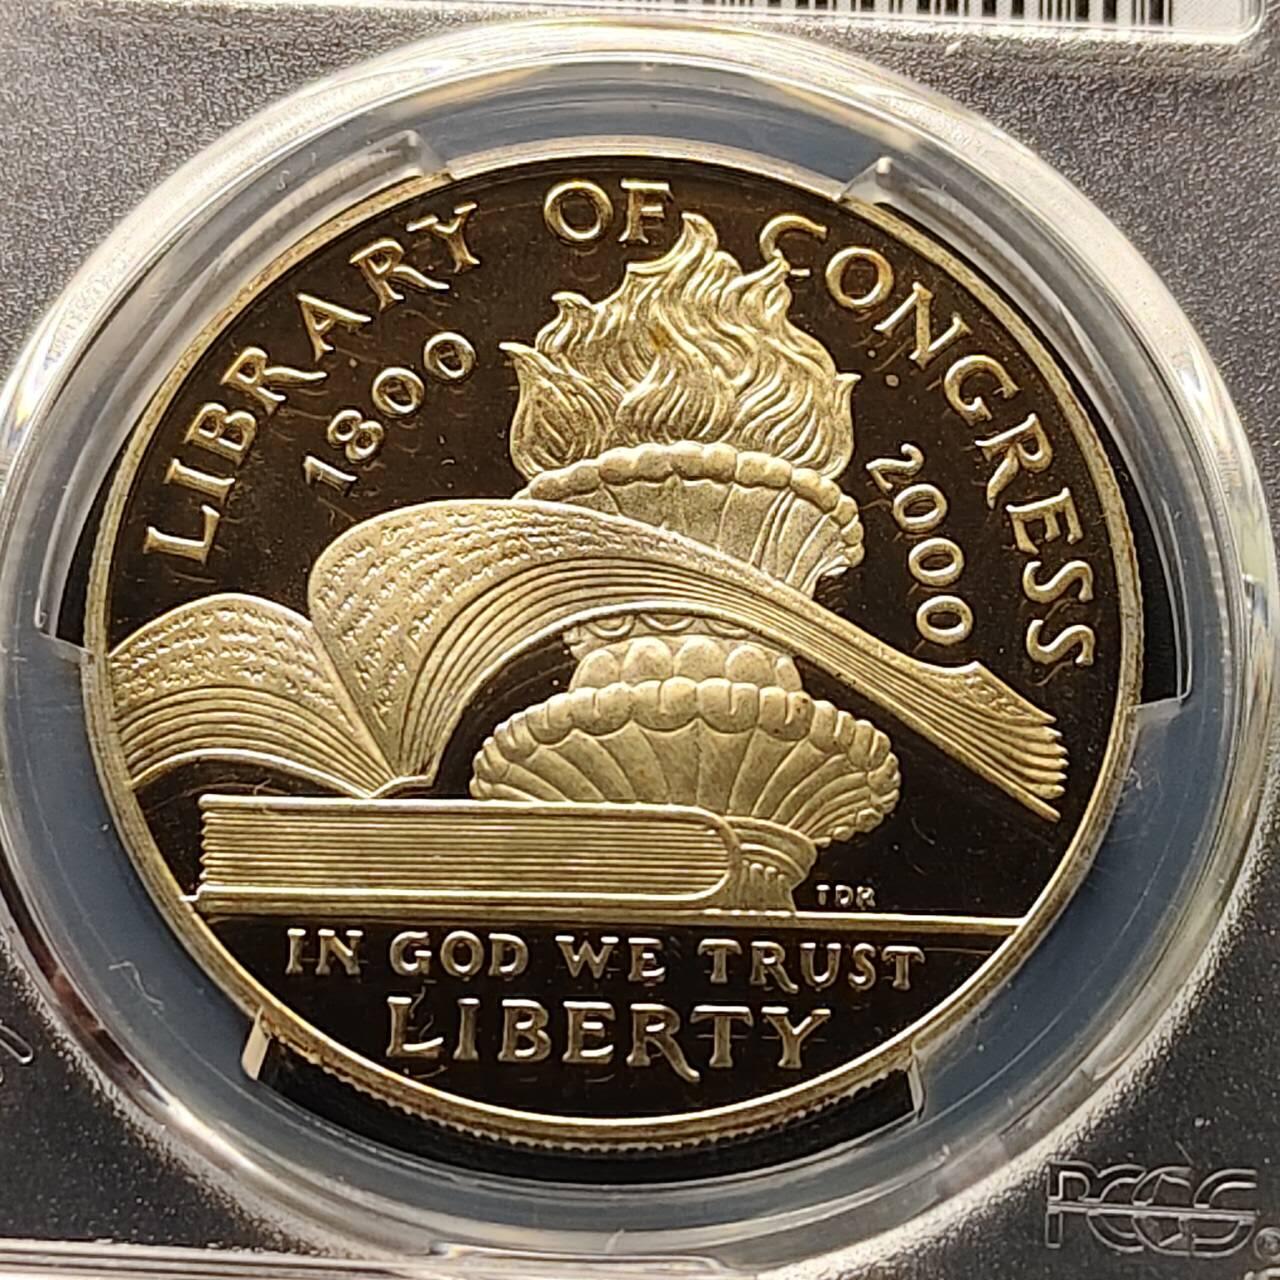 LIBRARY OF CONGRESS
1800
2000
TDR
IN GOD WE TRUST
LIBERTY
PCGS